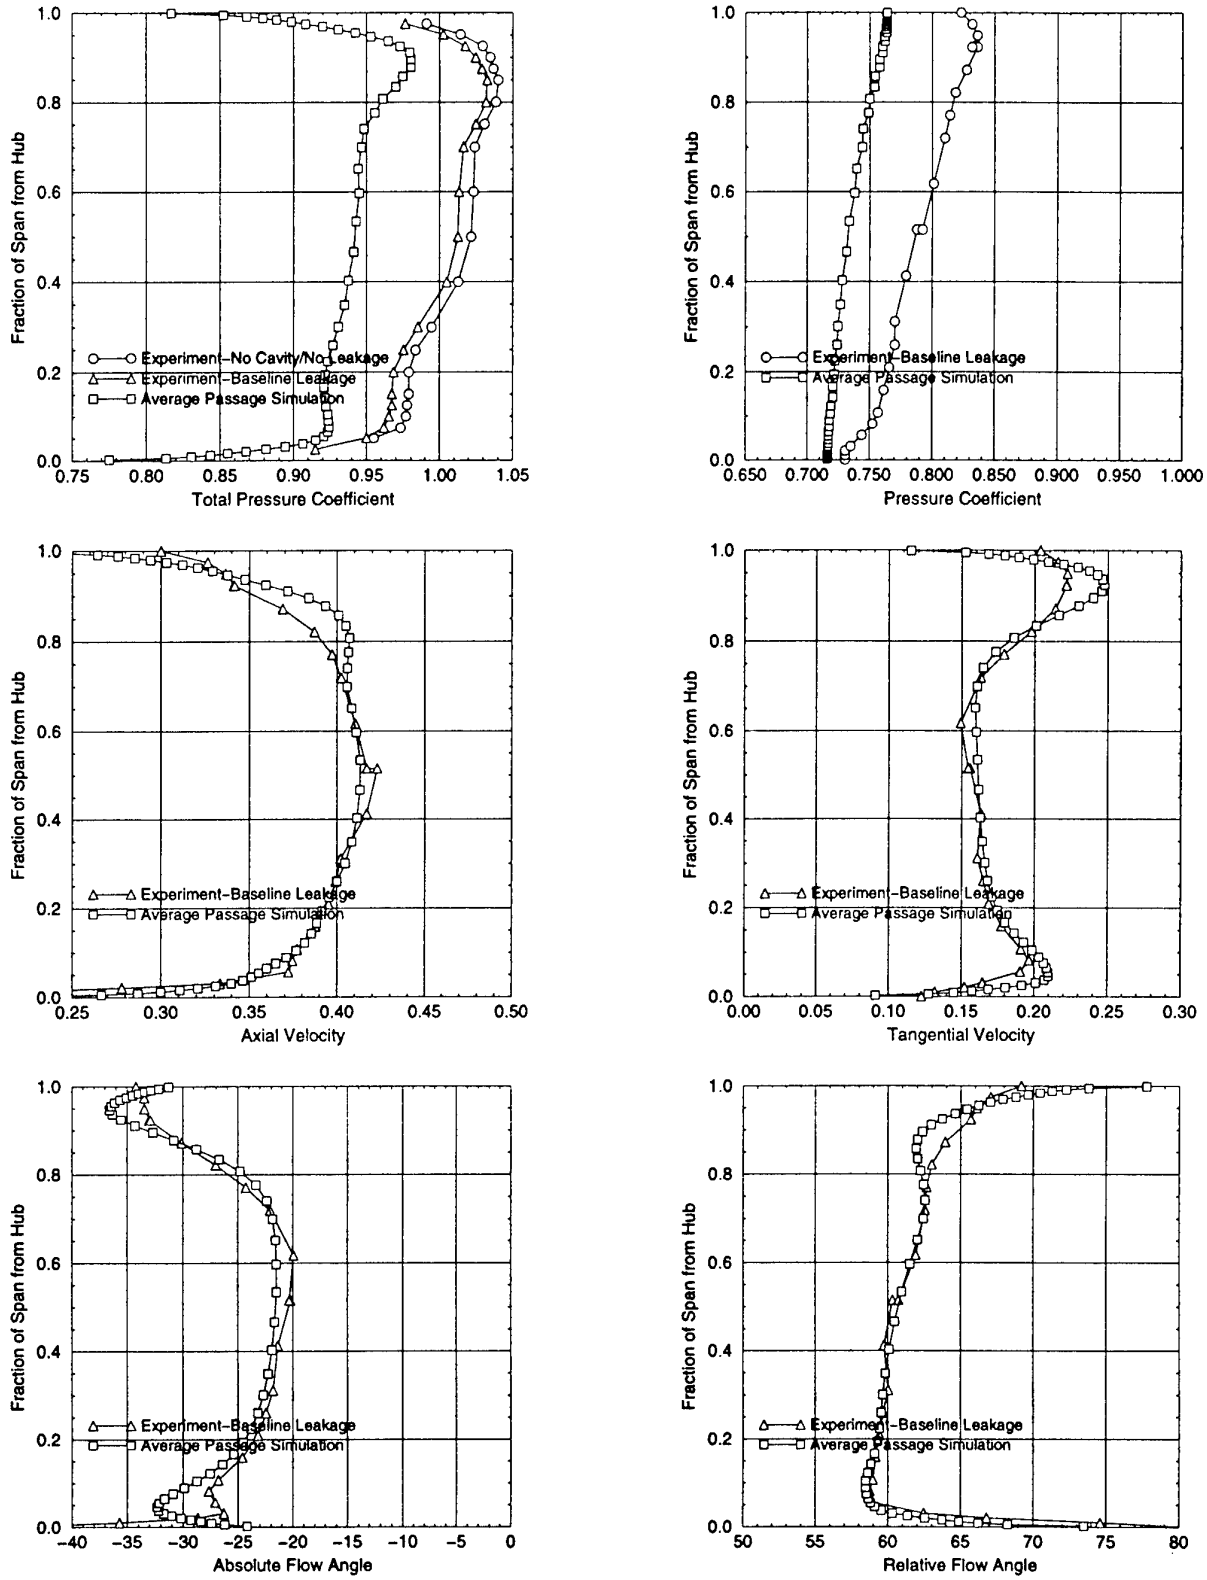 1.0
0.8
0.6
0.4
0.2
0.0
Fraction of Span from Hub
Experiment-No Cavity/No Leakage
Experiment-Baseline Leakage
Average Passage Simulation
0.75 0.80 0.85 0.90 0.95 1.00 1.05
Total Pressure Coefficient
1.0
0.8
0.6
0.4
0.2
0.0
Fraction of Span from Hub
Experiment-Baseline Leakage
Average Passage Simulation
0.650 0.700 0.750 0.800 0.850 0.900 0.950 1.000
Pressure Coefficient
1.0
0.8
0.6
0.4
0.2
0.0
Fraction of Span from Hub
Experiment-Baseline Leakage
Average Passage Simulation
0.25 0.30 0.35 0.40 0.45 0.50
Axial Velocity
1.0
0.8
0.6
0.4
0.2
0.0
Fraction of Span from Hub
Experiment-Baseline Leakage
Average Passage Simulation
0.00 0.05 0.10 0.15 0.20 0.25 0.30
Tangential Velocity
1.0
0.8
0.6
0.4
0.2
0.0
Fraction of Span from Hub
Experiment-Baseline Leakage
Average Passage Simulation
-40 -35 -30 -25 -20 -15 -10 -5 0
Absolute Flow Angle
1.0
0.8
0.6
0.4
0.2
0.0
Fraction of Span from Hub
Experiment-Baseline Leakage
Average Passage Simulation
50 55 60 65 70 75 80
Relative Flow Angle